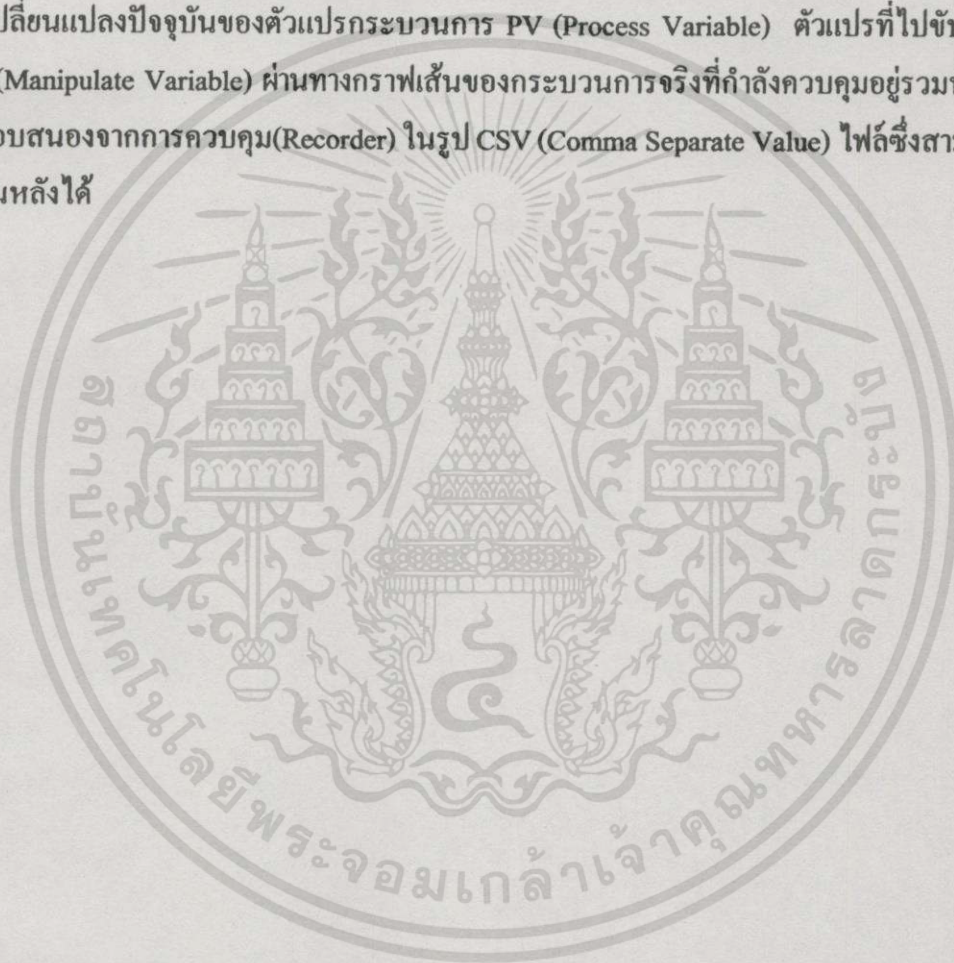 เปลี่ยนแปลงปัจจุบันของตัวแปรกระบวนการ PV (Process Variable) ตัวแปรที่ไปขับ
(Manipulate Variable) ผ่านทางกราฟเส้นของกระบวนการจริงที่กำลังควบคุมอยู่รวม
อบสนองจากการควบคุม(Recorder) ในรูป CSV (Comma Separate Value) ไฟล์ซึ่งสา
นหลังได้
สถาบันเทคโนโลยีพระจอมเกล้าเจ้าคุณทหารลาดกระบัง
๔